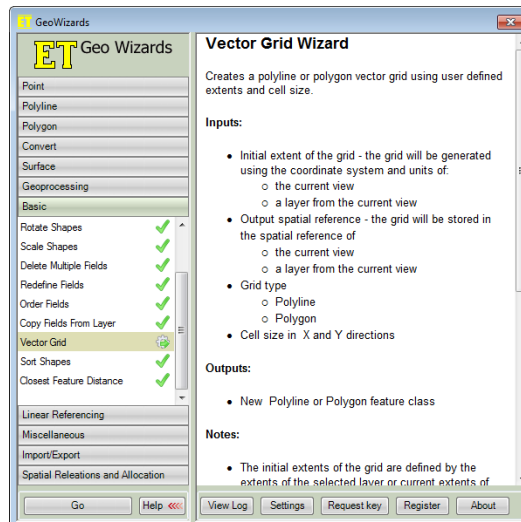 ET GeoWizards
ET Geo Wizards
Point
Polyline
Polygon
Convert
Surface
Geoprocessing
Basic
Rotate Shapes
Scale Shapes
Delete Multiple Fields
Redefine Fields
Order Fields
Copy Fields From Layer
Vector Grid
Sort Shapes
Closest Feature Distance
Linear Referencing
Miscellaneous
Import/Export
Spatial Releations and Allocation
Go
Help <<<<
Vector Grid Wizard
Creates a polyline or polygon vector grid using user defined
extents and cell size.
Inputs:
• Initial extent of the grid - the grid will be generated
using the coordinate system and units of:
o the current view
o a layer from the current view
• Output spatial reference - the grid will be stored in
the spatial reference of
o the current view
o a layer from the current view
• Grid type
o Polyline
o Polygon
• Cell size in X and Y directions
Outputs:
• New Polyline or Polygon feature class
Notes:
• The initial extents of the grid are defined by the
extents of the selected layer or current extents of
View Log
Settings
Request key
Register
About